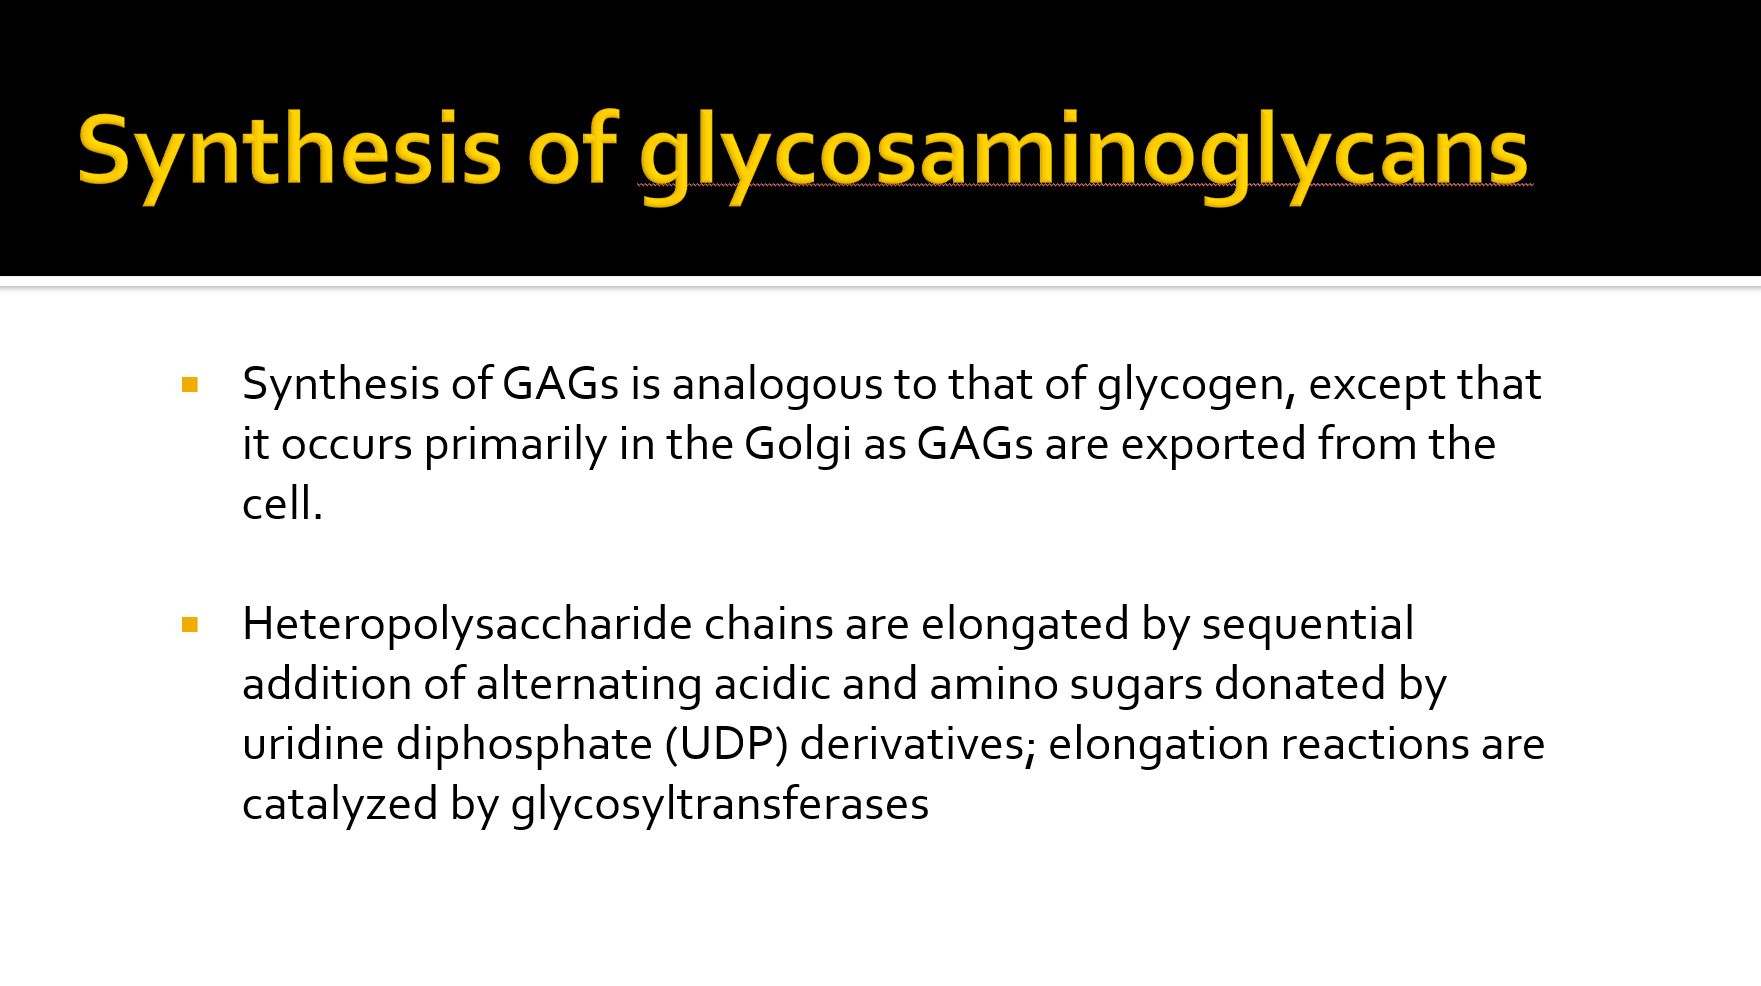 Synthesis of glycosaminoglycans
Synthesis of GAGs is analogous to that of glycogen, except that
it occurs primarily in the Golgi as GAGs are exported from the
cell.
Heteropolysaccharide chains are elongated by sequential
addition of alternating acidic and amino sugars donated by
uridine diphosphate (UDP) derivatives; elongation reactions are
catalyzed by glycosyltransferases